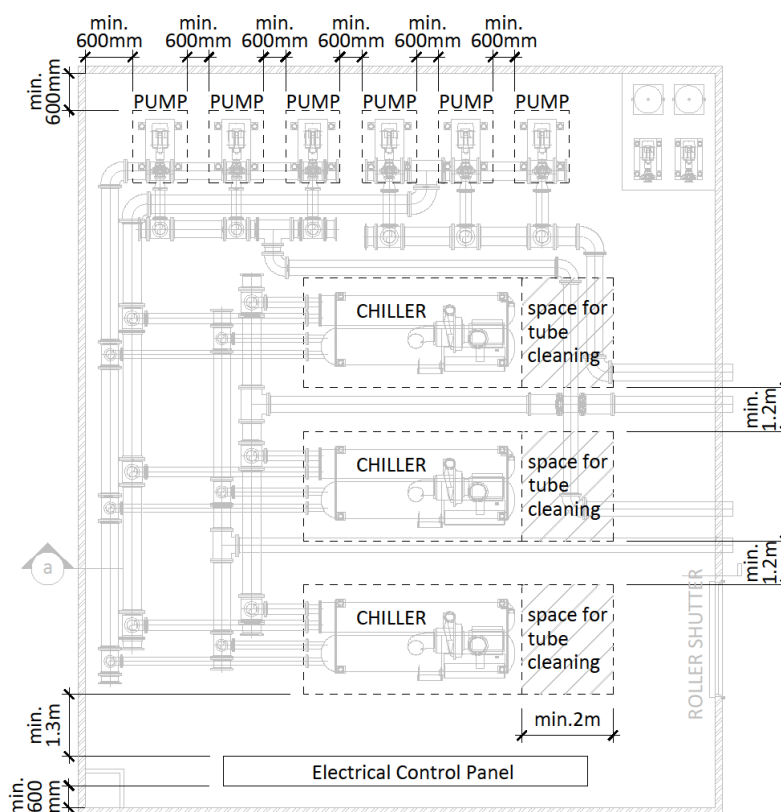 min.
600mm
min.
600mm
min.
600mm
min.
600mm
min.
600mm
min.
600mm
min.
600mm
PUMP
PUMP
PUMP
PUMP
PUMP
PUMP
CHILLER
space for
tube
cleaning
min.
1.2m
CHILLER
space for
tube
cleaning
a
min.
1.2m
CHILLER
space for
tube
cleaning
ROLLER SHUTTER
min.
1.3m
min.2m
Electrical Control Panel
min.
600
mm